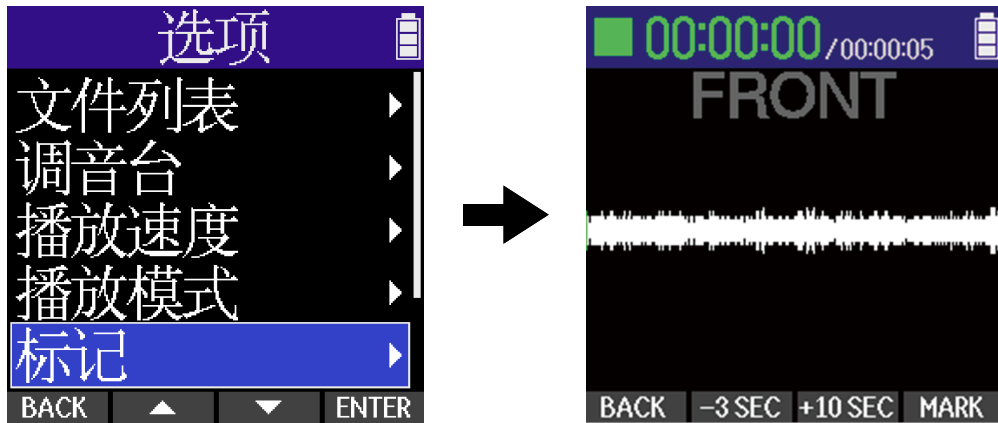 选项
文件列表
调音台
播放速度
播放模式
标记
BACK ENTER
00:00:00/00:00:05
FRONT
BACK -3 SEC +10 SEC MARK